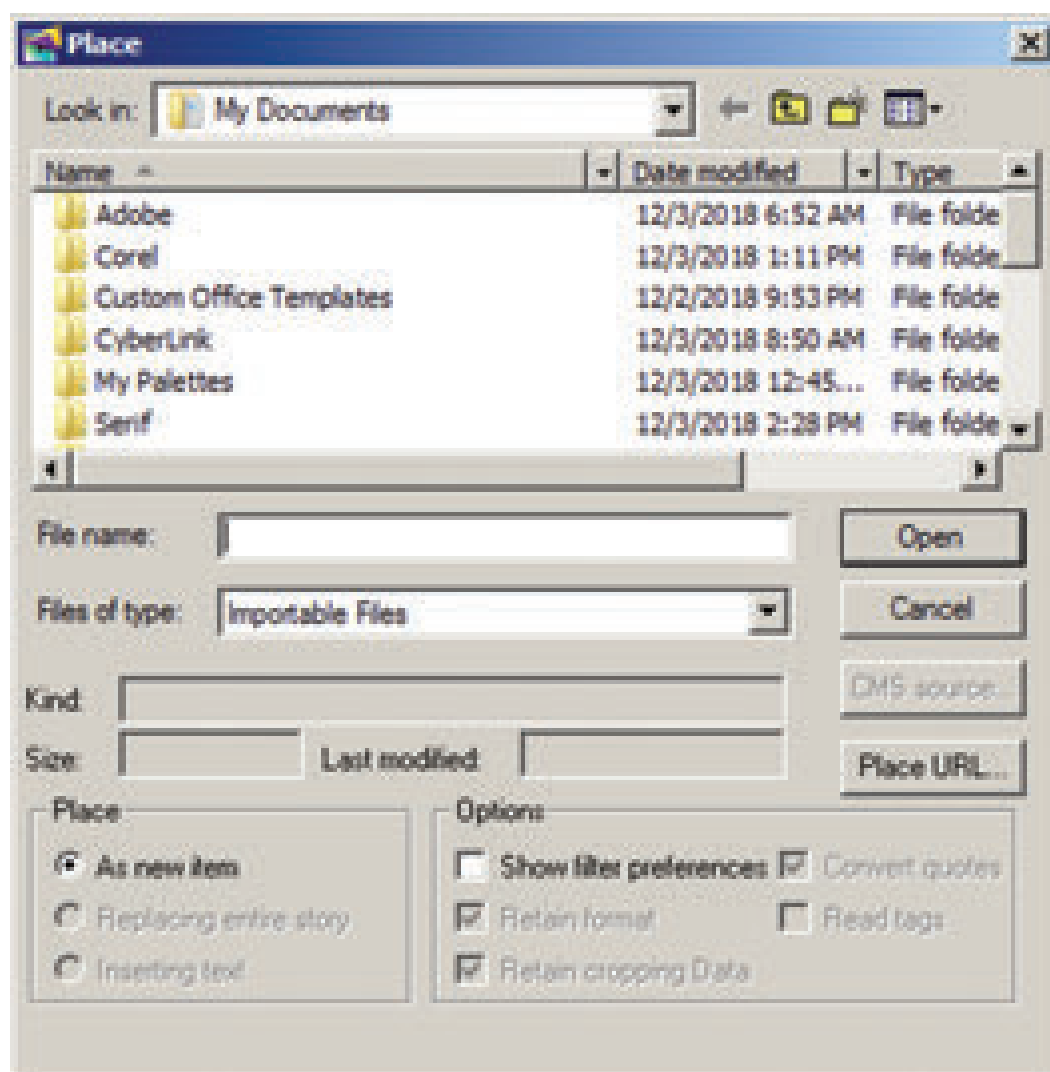 Place
Look in: My Documents
Name Date modified Type
Adobe 12/3/2018 6:52 AM File folde
Corel 12/3/2018 1:11 PM File folde
Custom Office Templates 12/2/2018 9:53 PM File folde
CyberLink 12/3/2018 8:50 AM File folde
My Palettes 12/3/2018 12:45... File folde
Serif 12/3/2018 2:28 PM File folde
File name: Open
Files of type: Importable Files Cancel
Kind: CMS source...
Size: Last modified: Place URL...
Place Options
As new item Show filter preferences Convert quotes
Replacing entire story Retain format Read tags
Inserting text Retain cropping Data